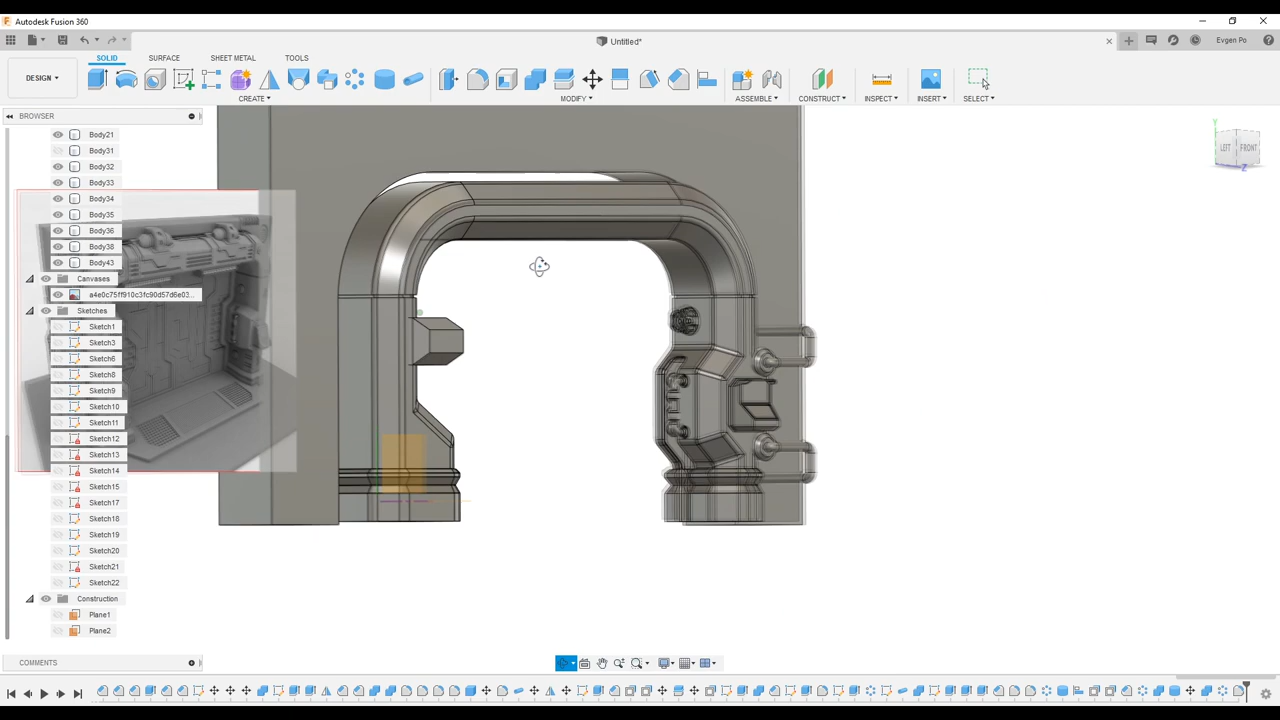 Autodesk Fusion 360
Untitled*
Evgen Po
DESIGN
SOLID
SURFACE
SHEET METAL
TOOLS
CREATE
MODIFY
ASSEMBLE
CONSTRUCT
INSPECT
INSERT
SELECT
BROWSER
Body21
Body31
Body32
Body33
Body34
Body35
Body36
Body38
Body43
Canvases
a4e0c75ff910c3fc90d57d6e03...
Sketches
Sketch1
Sketch3
Sketch6
Sketch8
Sketch9
Sketch10
Sketch11
Sketch12
Sketch13
Sketch14
Sketch15
Sketch17
Sketch18
Sketch19
Sketch20
Sketch21
Sketch22
Construction
Plane1
Plane2
COMMENTS
Y
LEFT
FRONT
Z